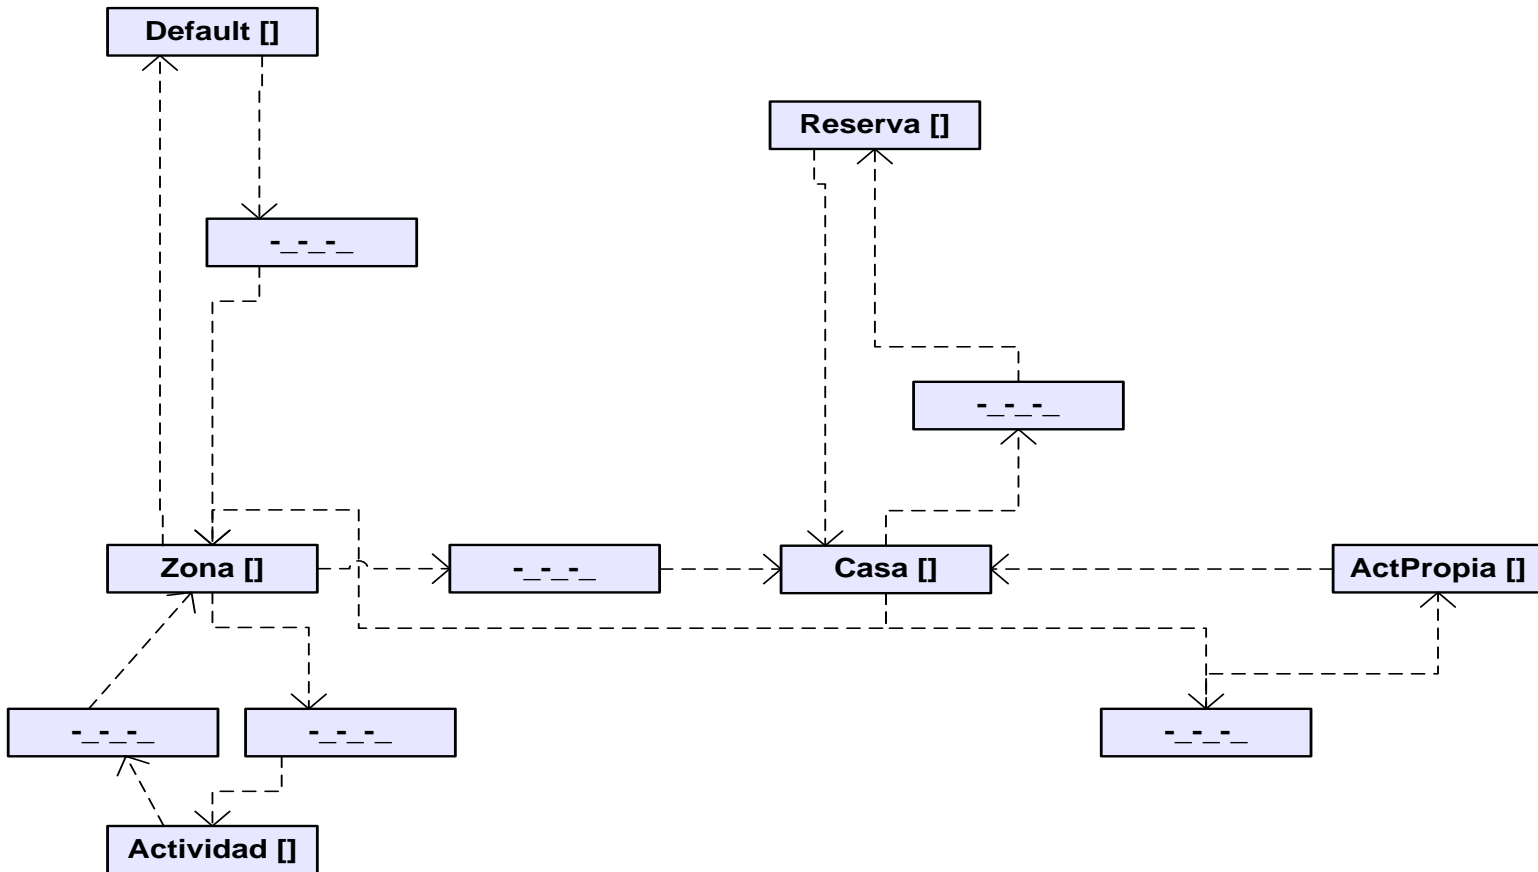 Default []
Reserva []
-_-_-_
-_-_-_
Zona []
-_-_-_
Casa []
ActPropia []
-_-_-_
-_-_-_
-_-_-_
Actividad []